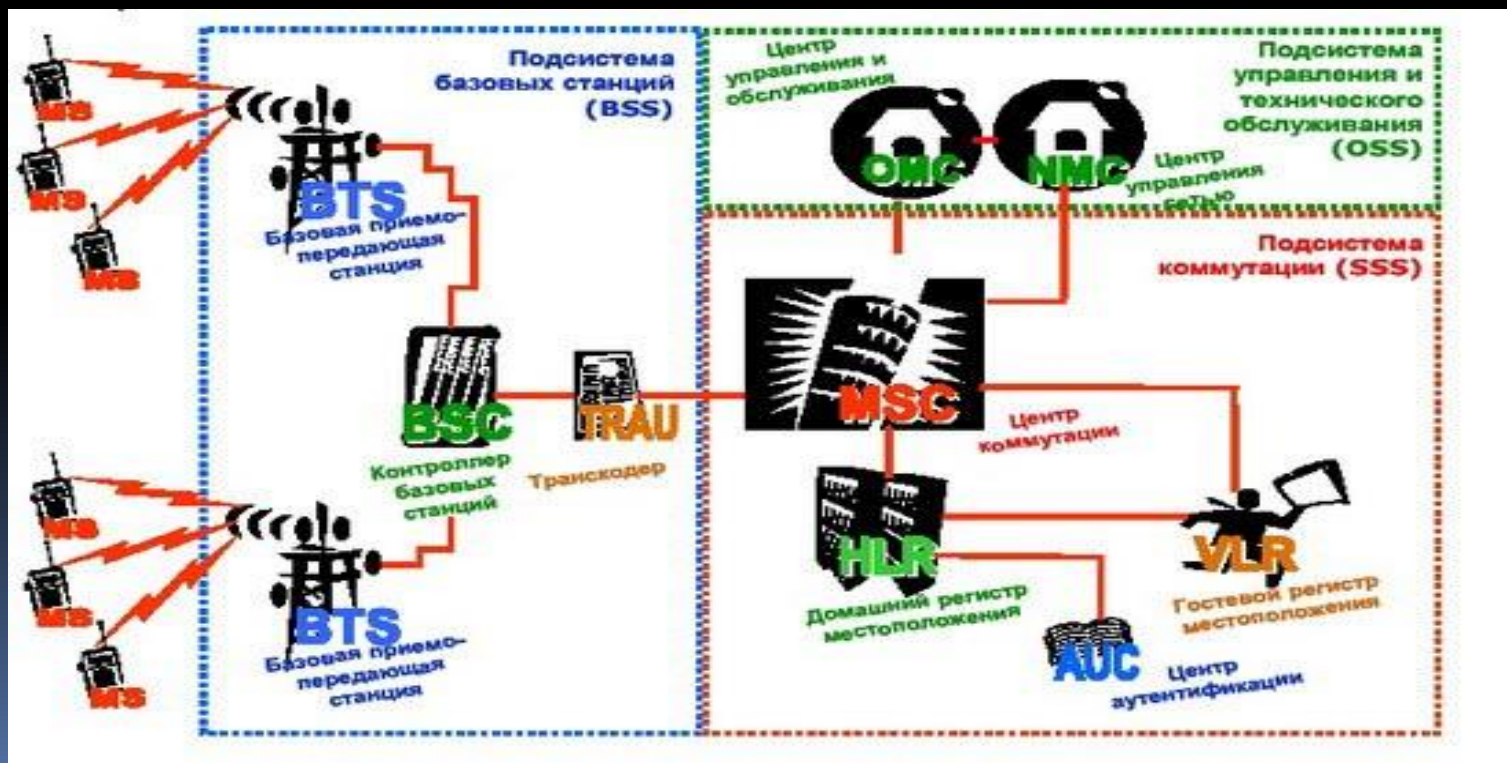 MS
MS
MS
Подсистема
базовых станций
(BSS)
BTS
Базовая приемо-
передающая
станция
BSC
Контроллер
базовых
станций
TRAU
Транскодер
MS
MS
MS
BTS
Базовая приемо-
передающая
станция
Центр
управления и
обслуживания
OMC
NMC
Центр
управления
сетью
Подсистема
управления и
технического
обслуживания
(OSS)
Подсистема
коммутации (SSS)
MSC
Центр
коммутации
HLR
Домашний регистр
местоположения
VLR
Гостевой регистр
местоположения
AUC
Центр
аутентификации